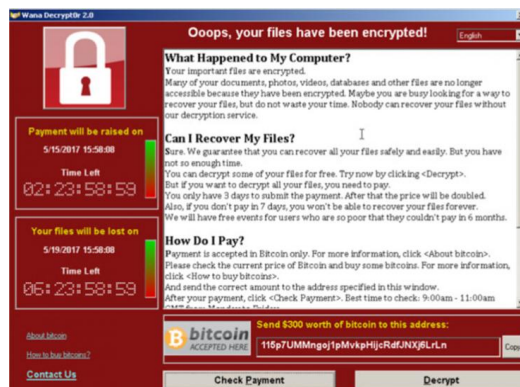 Wana Decrypt0r 2.0
Ooops, your files have been encrypted!
English
What Happened to My Computer?
Your important files are encrypted.
Many of your documents, photos, videos, databases and other files are no longer
accessible because they have been encrypted. Maybe you are busy looking for a way to
recover your files, but do not waste your time. Nobody can recover your files without
our decryption service.
Can I Recover My Files?
Sure. We guarantee that you can recover all your files safely and easily. But you have
not so enough time.
You can decrypt some of your files for free. Try now by clicking <Decrypt>.
But if you want to decrypt all your files, you need to pay.
You only have 3 days to submit the payment. After that the price will be doubled.
Also, if you don't pay in 7 days, you won't be able to recover your files forever.
We will have free events for users who are so poor that they couldn't pay in 6 months.
How Do I Pay?
Payment is accepted in Bitcoin only. For more information, click <About bitcoin>.
Please check the current price of Bitcoin and buy some bitcoins. For more information,
click <How to buy bitcoins>.
And send the correct amount to the address specified in this window.
After your payment, click <Check Payment>. Best time to check: 9:00am - 11:00am
GMT from Monday to Friday.
Payment will be raised on
5/15/2017 15:58:08
Time Left
02:23:58:59
Your files will be lost on
5/19/2017 15:58:08
Time Left
06:23:58:59
About bitcoin
How to buy bitcoins?
Contact Us
bitcoin
ACCEPTED HERE
Send $300 worth of bitcoin to this address:
115p7UMMngoj1pMvkpHijcRdfJNXj6LrLn
Copy
Check Payment
Decrypt